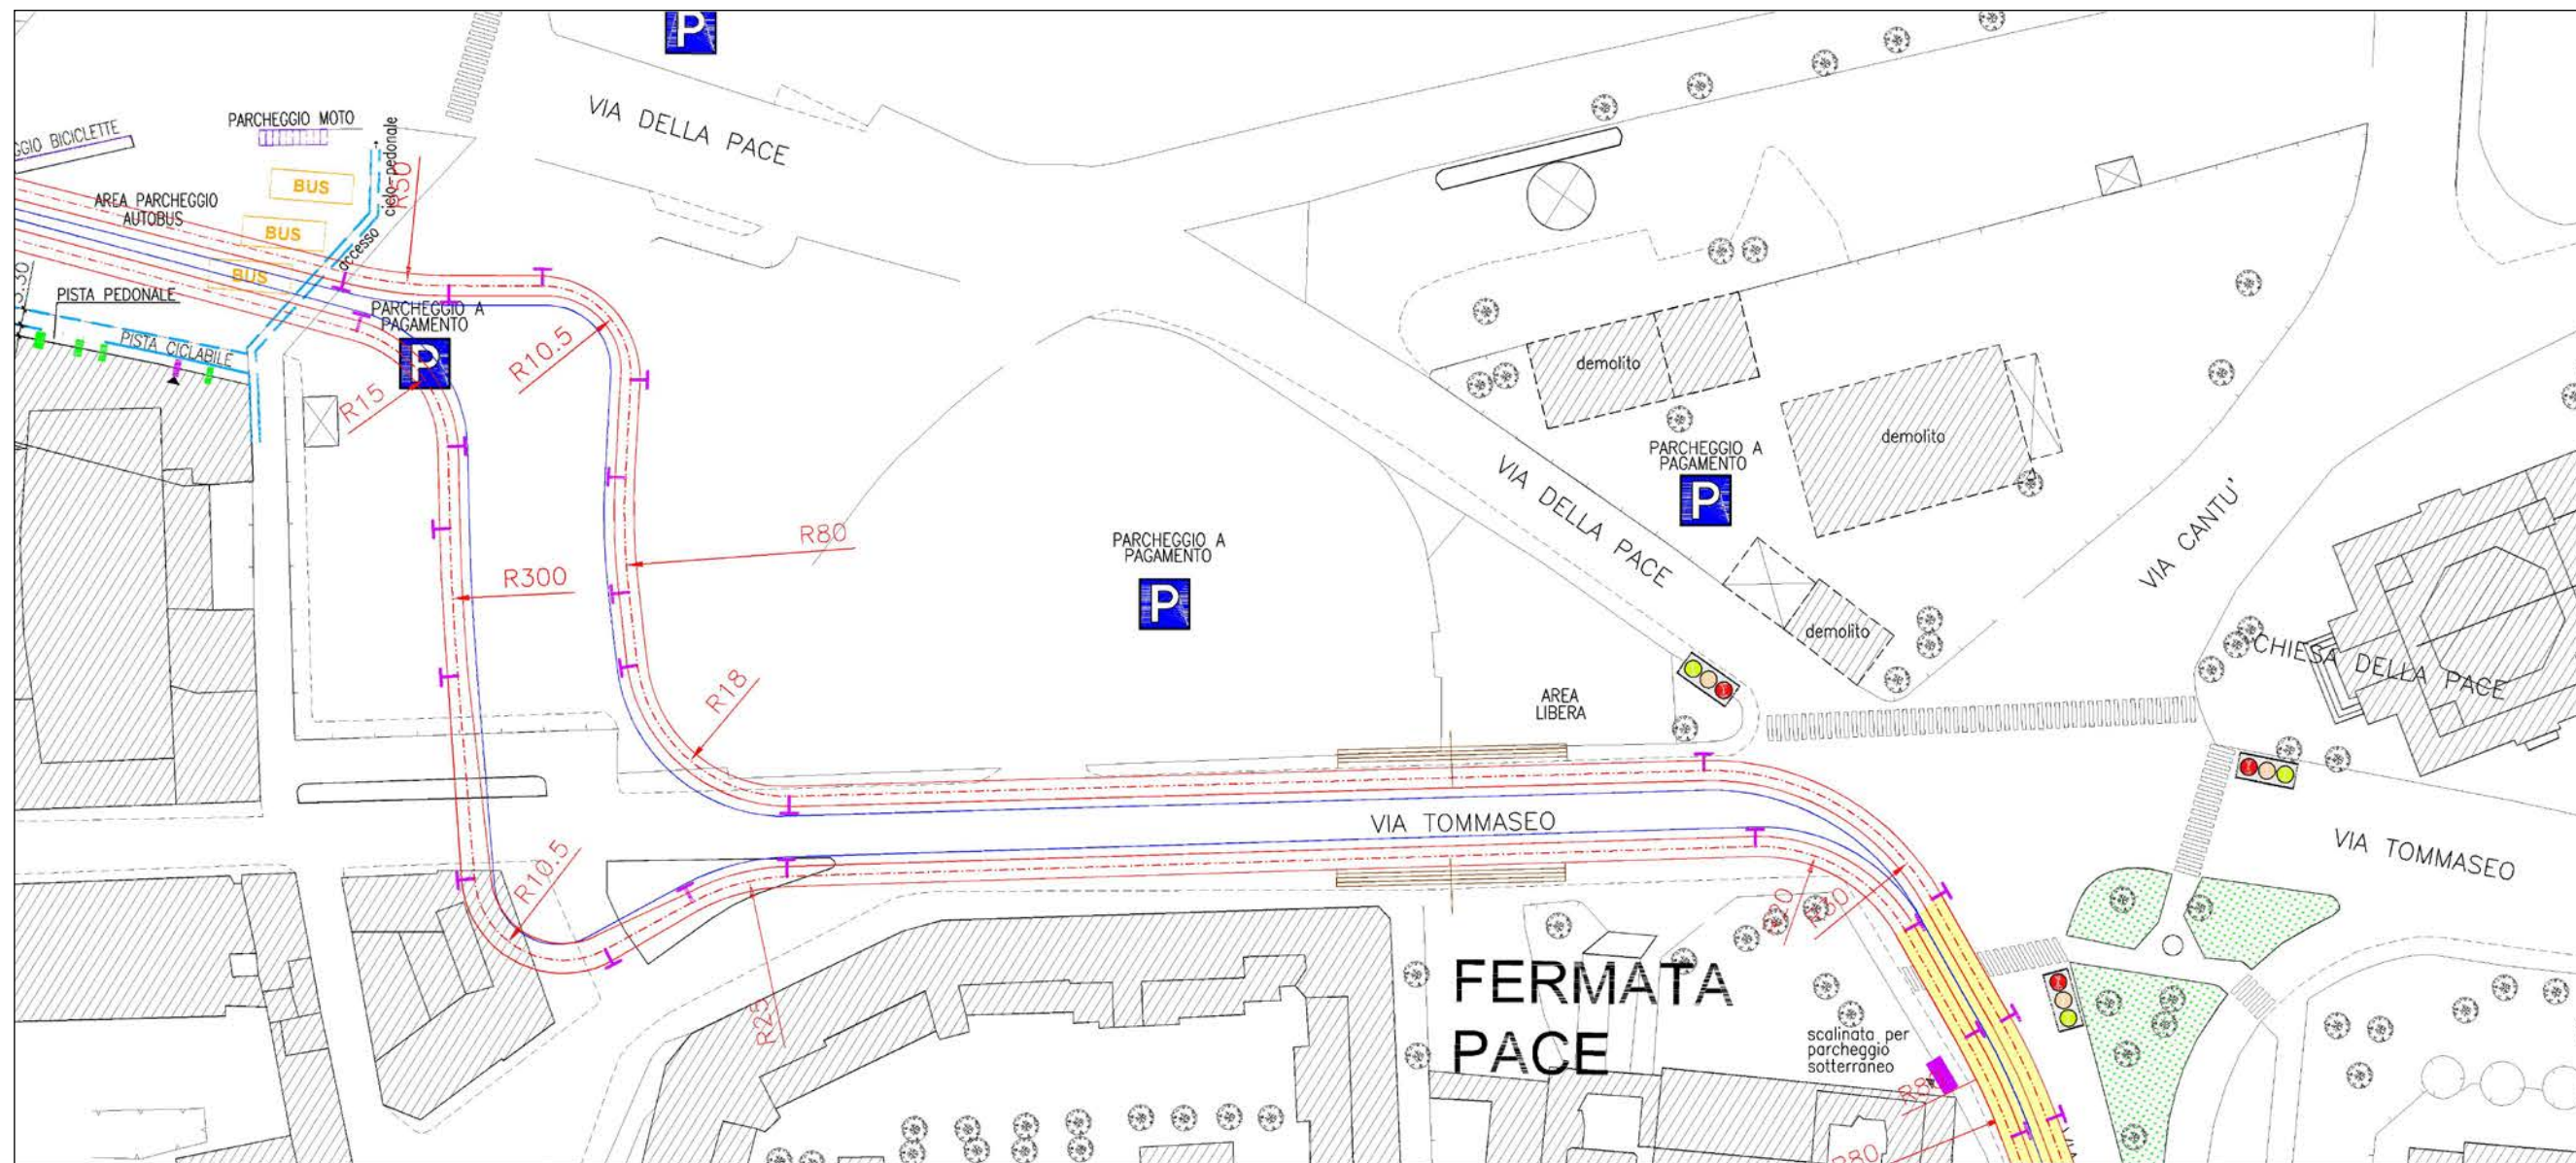 P
VIA DELLA PACE
PARCHEGGIO MOTO
GGIO BICICLETTE
ciclo-pedonale
R50
BUS
AREA PARCHEGGIO
AUTOBUS
BUS
accesso
BUS
PISTA PEDONALE
PARCHEGGIO A
PAGAMENTO
P
PISTA CICLABILE
R10.5
R15
demolito
demolito
PARCHEGGIO A
PAGAMENTO
P
VIA DELLA PACE
VIA CANTU'
R80
PARCHEGGIO A
PAGAMENTO
P
R300
demolito
CHIESA DELLA PACE
R18
AREA
LIBERA
VIA TOMMASEO
VIA TOMMASEO
R10.5
R25
FERMATA
PACE
scalinata per
parcheggio
sotterraneo
R80